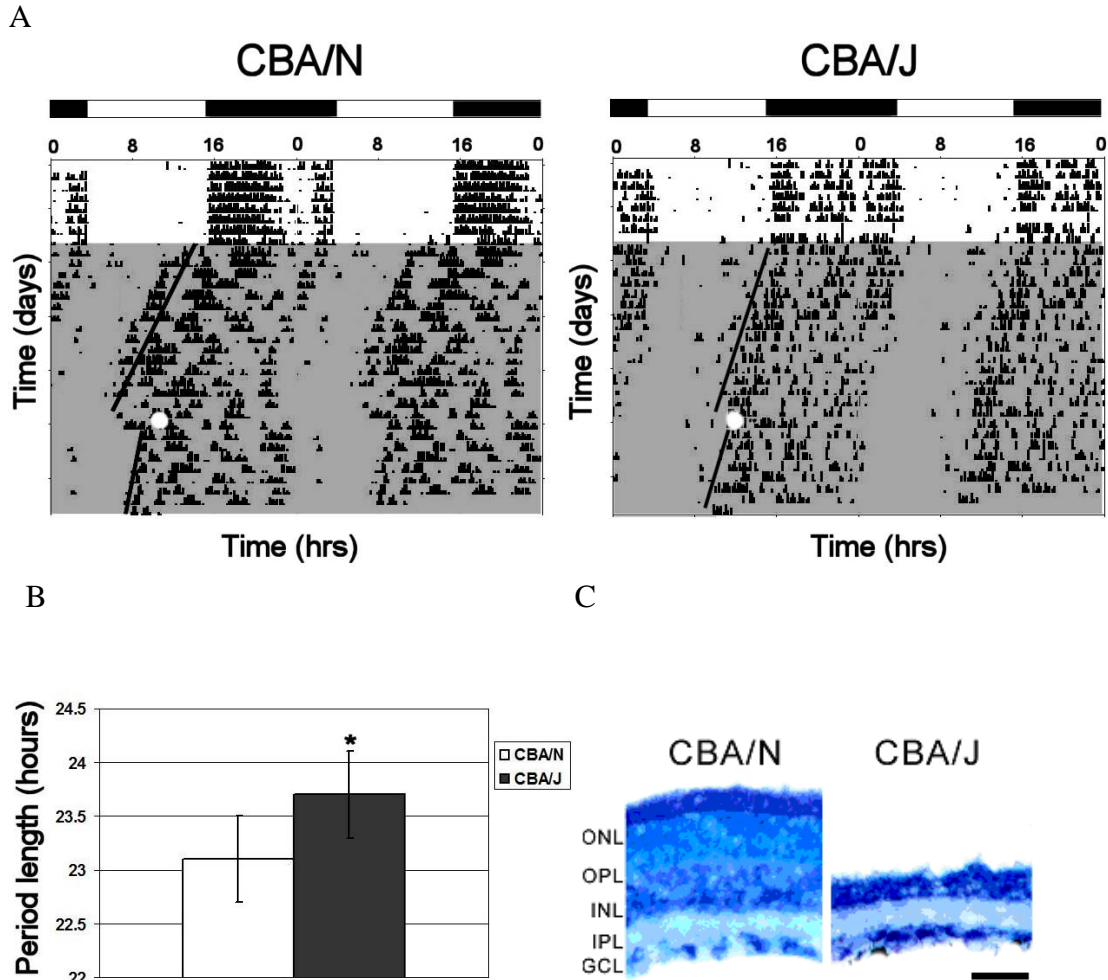 A
CBA/N
CBA/J
0 8 16 0 8 16 0
0 8 16 0 8 16 0
Time (days)
Time (days)
Time (hrs)
Time (hrs)
B
C
Period length (hours)
24.5
24
23.5
23
22.5
22
*
CBA/N
CBA/J
CBA/N
CBA/J
ONL
OPL
INL
IPL
GCL